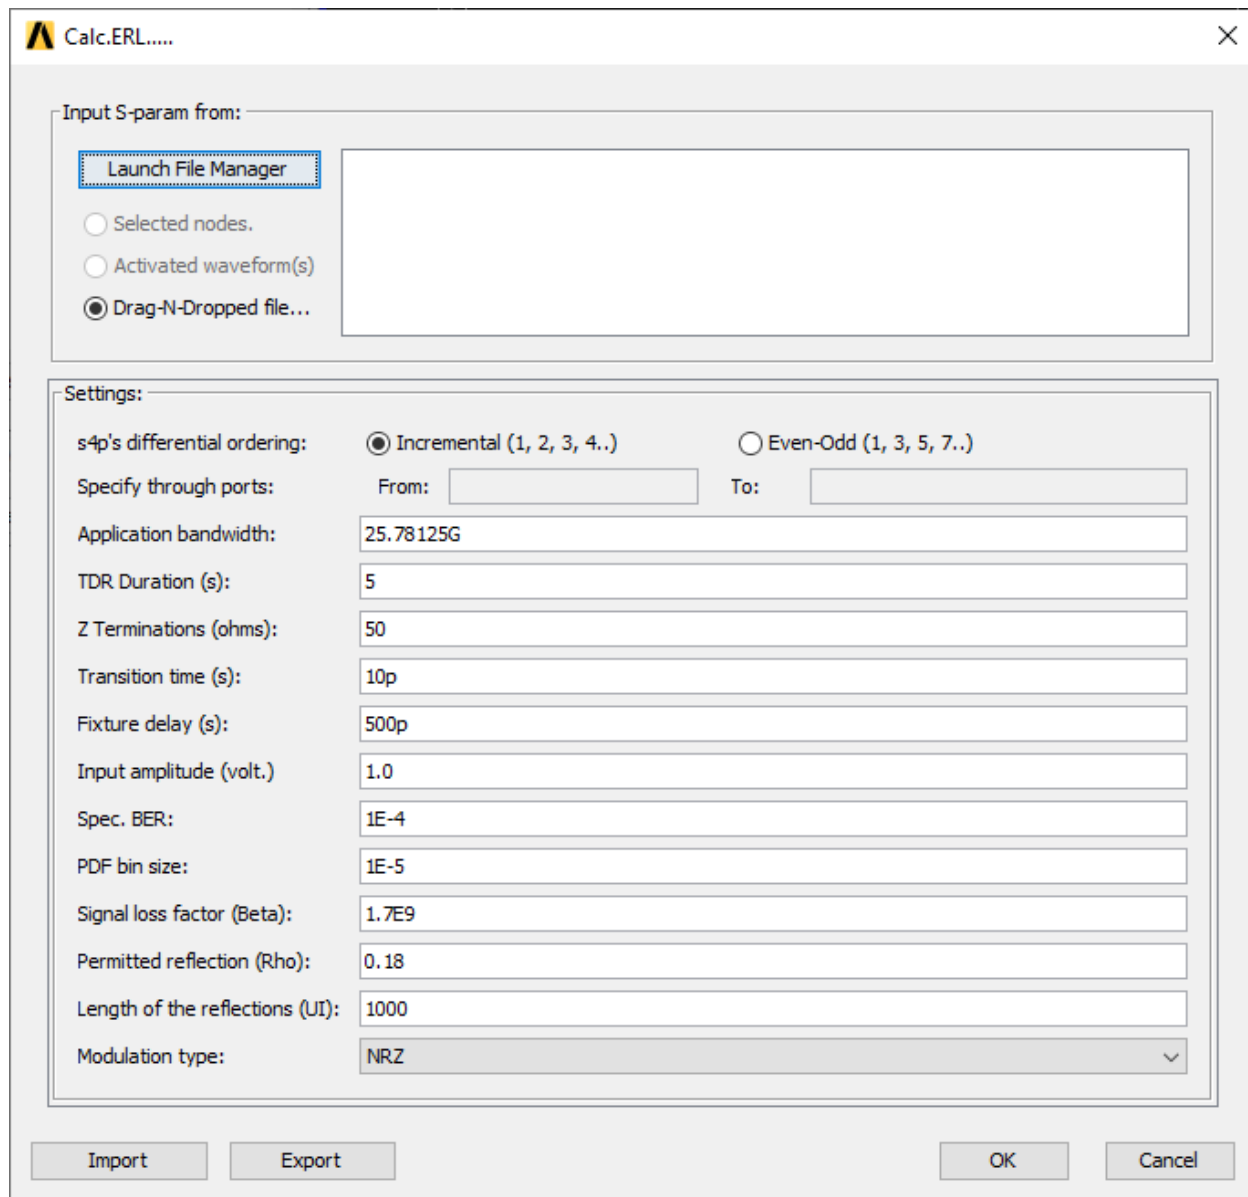 Calc.ERL.....
Input S-param from:
Launch File Manager
Selected nodes.
Activated waveform(s)
Drag-N-Dropped file...
Settings:
s4p's differential ordering: Incremental (1, 2, 3, 4..) Even-Odd (1, 3, 5, 7..)
Specify through ports: From: To:
Application bandwidth: 25.78125G
TDR Duration (s): 5
Z Terminations (ohms): 50
Transition time (s): 10p
Fixture delay (s): 500p
Input amplitude (volt.) 1.0
Spec. BER: 1E-4
PDF bin size: 1E-5
Signal loss factor (Beta): 1.7E9
Permitted reflection (Rho): 0.18
Length of the reflections (UI): 1000
Modulation type: NRZ
Import Export OK Cancel